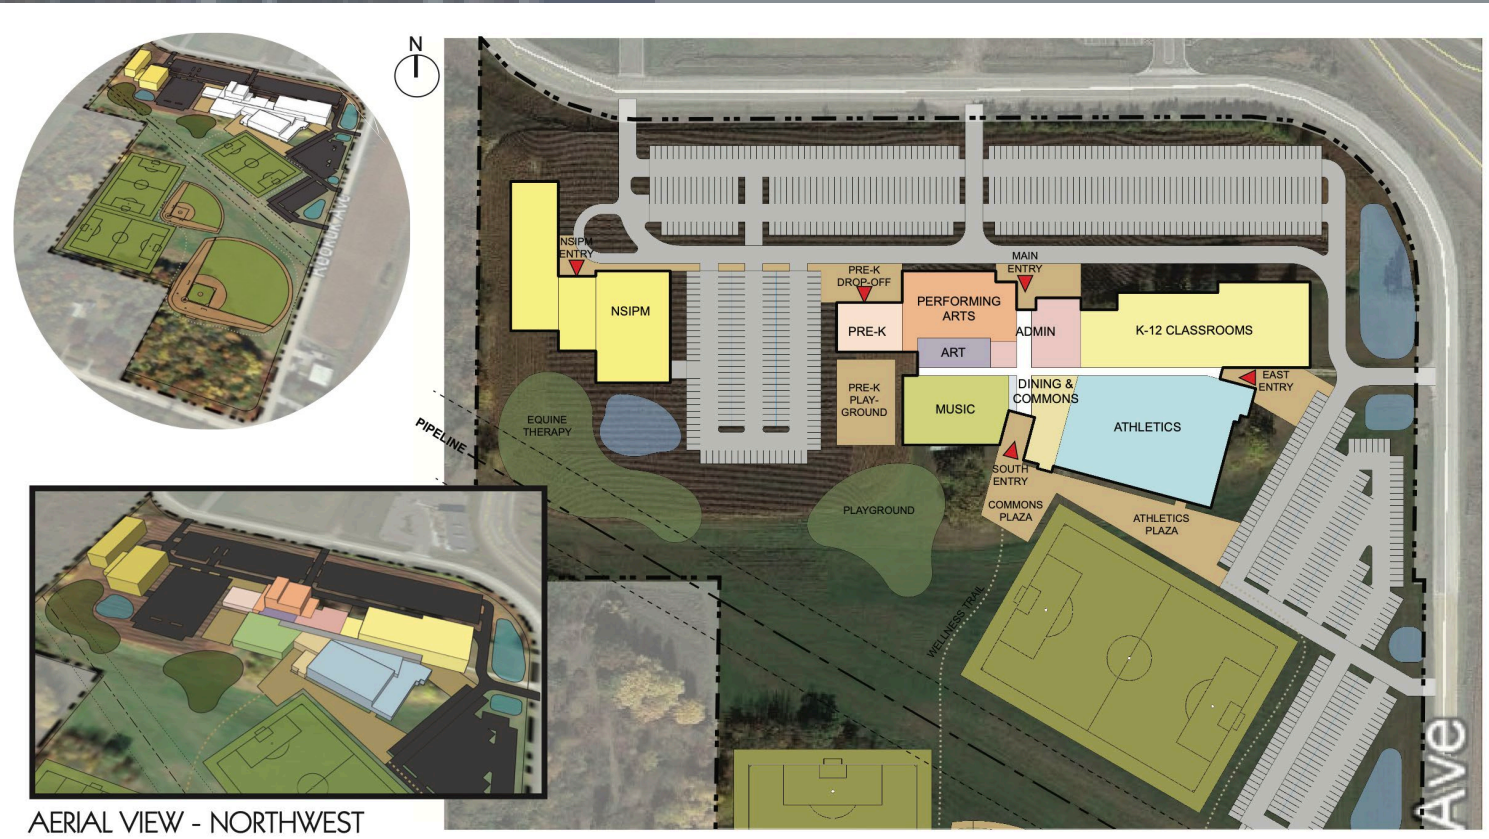 N
NSIPM
ENTRY
NSIPM
PRE-K
DROP-OFF
MAIN
ENTRY
PRE-K
PERFORMING
ARTS
ADMIN
K-12 CLASSROOMS
ART
EAST
ENTRY
PRE-K
PLAY-
GROUND
MUSIC
DINING &
COMMONS
ATHLETICS
PIPELINE
EQUINE
THERAPY
SOUTH
ENTRY
PLAYGROUND
COMMONS
PLAZA
ATHLETICS
PLAZA
WELLNESS TRAIL
Ave
AERIAL VIEW - NORTHWEST